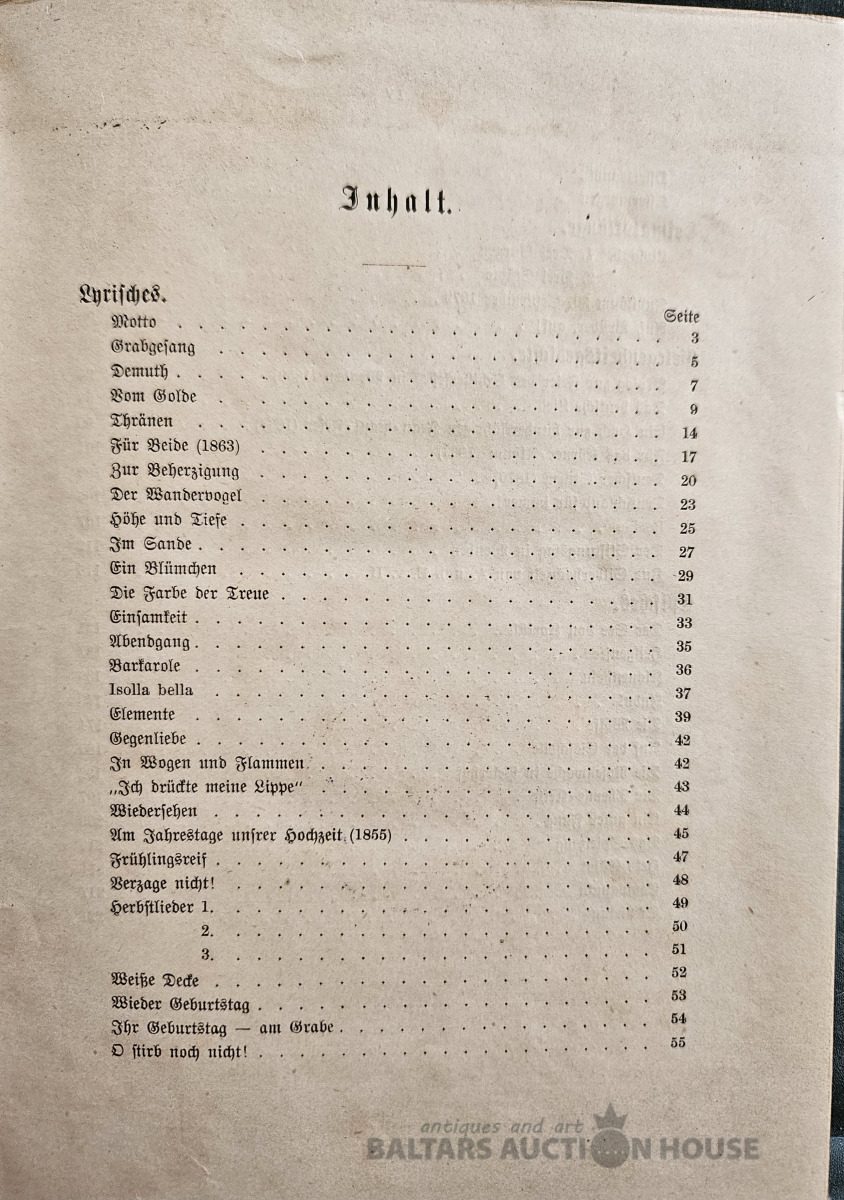 Inhalt.
Lyrisches.
Seite
Motto . . . . . . . . . . . . . . . . . . . 3
Grabgesang . . . . . . . . . . . . . . . . . 5
Demuth . . . . . . . . . . . . . . . . . . . 7
Vom Golde . . . . . . . . . . . . . . . . . 9
Thränen . . . . . . . . . . . . . . . . . . 14
Für Beide (1863) . . . . . . . . . . . . . . . 17
Zur Beherzigung . . . . . . . . . . . . . . . 20
Der Wandervogel . . . . . . . . . . . . . . . 23
Höhe und Tiefe . . . . . . . . . . . . . . . . 25
Im Sande . . . . . . . . . . . . . . . . . . 27
Ein Blümchen . . . . . . . . . . . . . . . . 29
Die Farbe der Treue . . . . . . . . . . . . . . 31
Einsamkeit . . . . . . . . . . . . . . . . . . 33
Abendgang . . . . . . . . . . . . . . . . . . 35
Barkarole . . . . . . . . . . . . . . . . . . 36
Isolla bella . . . . . . . . . . . . . . . . . 37
Elemente . . . . . . . . . . . . . . . . . . 39
Gegenliebe . . . . . . . . . . . . . . . . . . 42
In Wogen und Flammen . . . . . . . . . . . . . 42
„Ich drückte meine Lippe“ . . . . . . . . . . . . 43
Wiedersehen . . . . . . . . . . . . . . . . . 44
Am Jahrestage unsrer Hochzeit (1855) . . . . . . . . 45
Frühlingsreif . . . . . . . . . . . . . . . . . 47
Verzage nicht! . . . . . . . . . . . . . . . . 48
Herbstlieder 1. . . . . . . . . . . . . . . . . 49
2. . . . . . . . . . . . . . . . . 50
3. . . . . . . . . . . . . . . . . 51
Weiße Decke . . . . . . . . . . . . . . . . . 52
Wieder Geburtstag . . . . . . . . . . . . . . . 53
Ihr Geburtstag — am Grabe . . . . . . . . . . . . 54
O stirb noch nicht! . . . . . . . . . . . . . . . 55
antiques and art
BALTARS AUCTION HOUSE